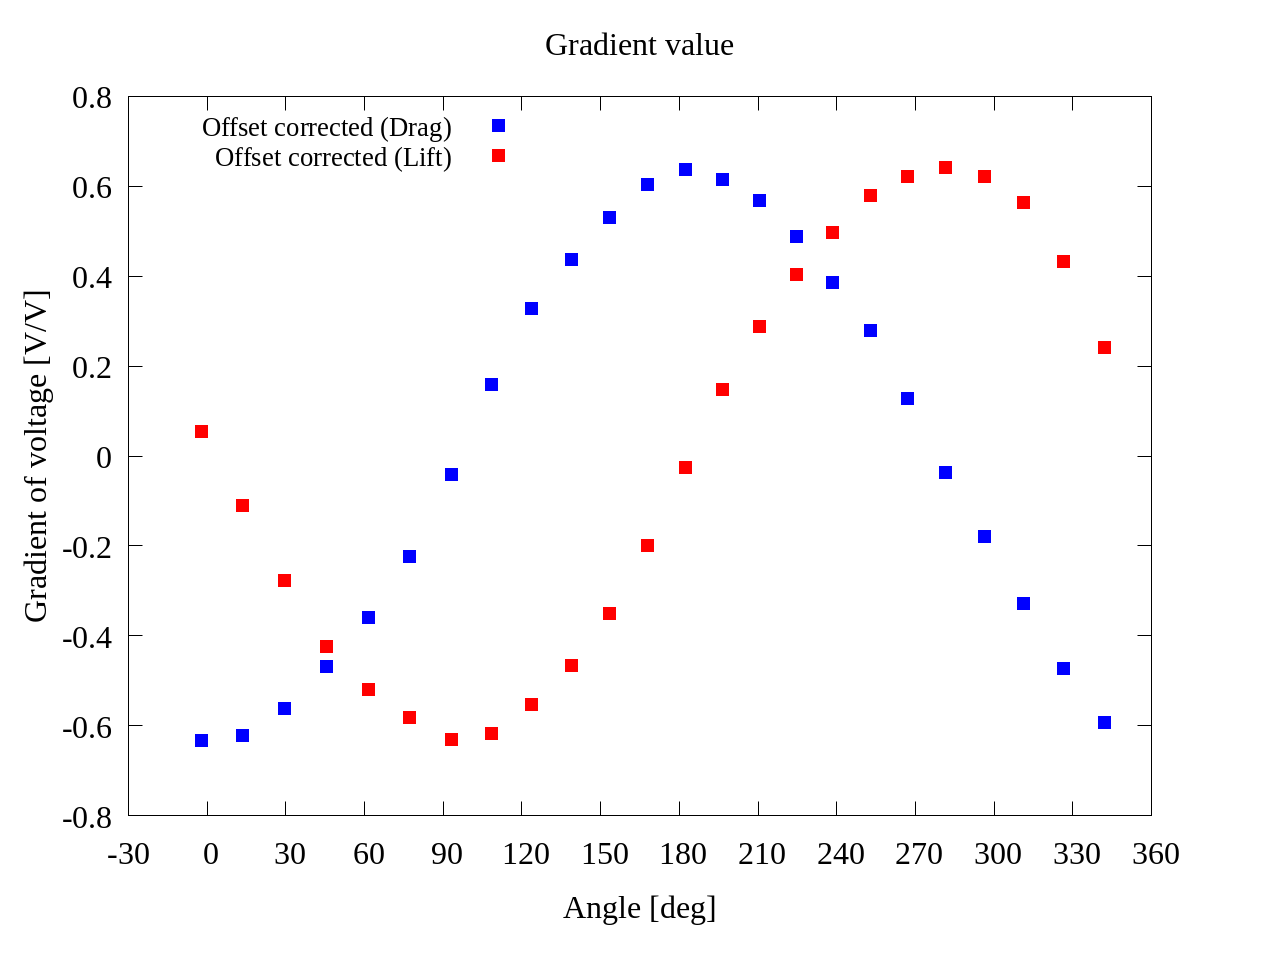 Gradient value
Offset corrected (Drag)
Offset corrected (Lift)
Gradient of voltage [V/V]
0.8
0.6
0.4
0.2
0
-0.2
-0.4
-0.6
-0.8
-30 0 30 60 90 120 150 180 210 240 270 300 330 360
Angle [deg]